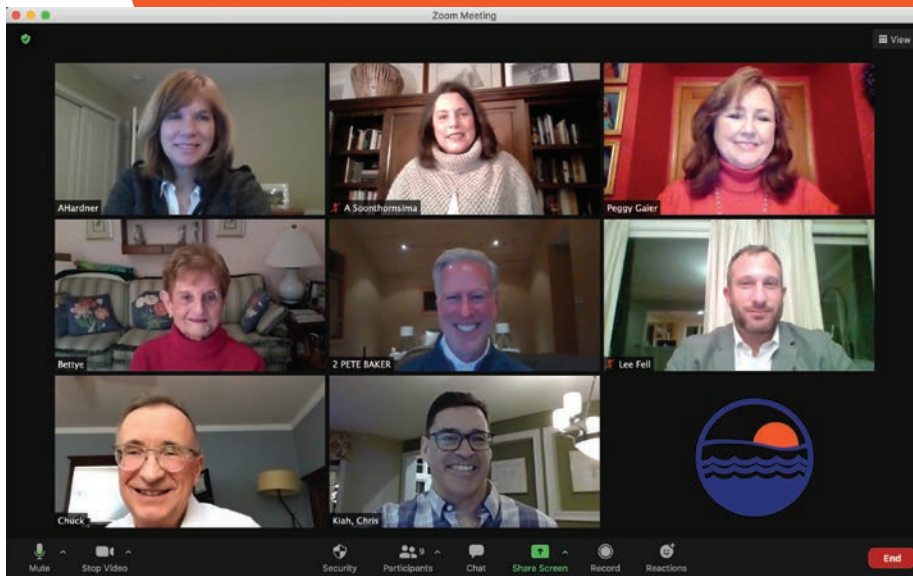 Zoom Meeting
View
AHardner
A Soonthornsima
Peggy Gaier
Bettye
2 PETE BAKER
Lee Fell
Chuck
Kiah, Chris
Mute
Stop Video
Security
Participants
9
Chat
Share Screen
Record
Reactions
End